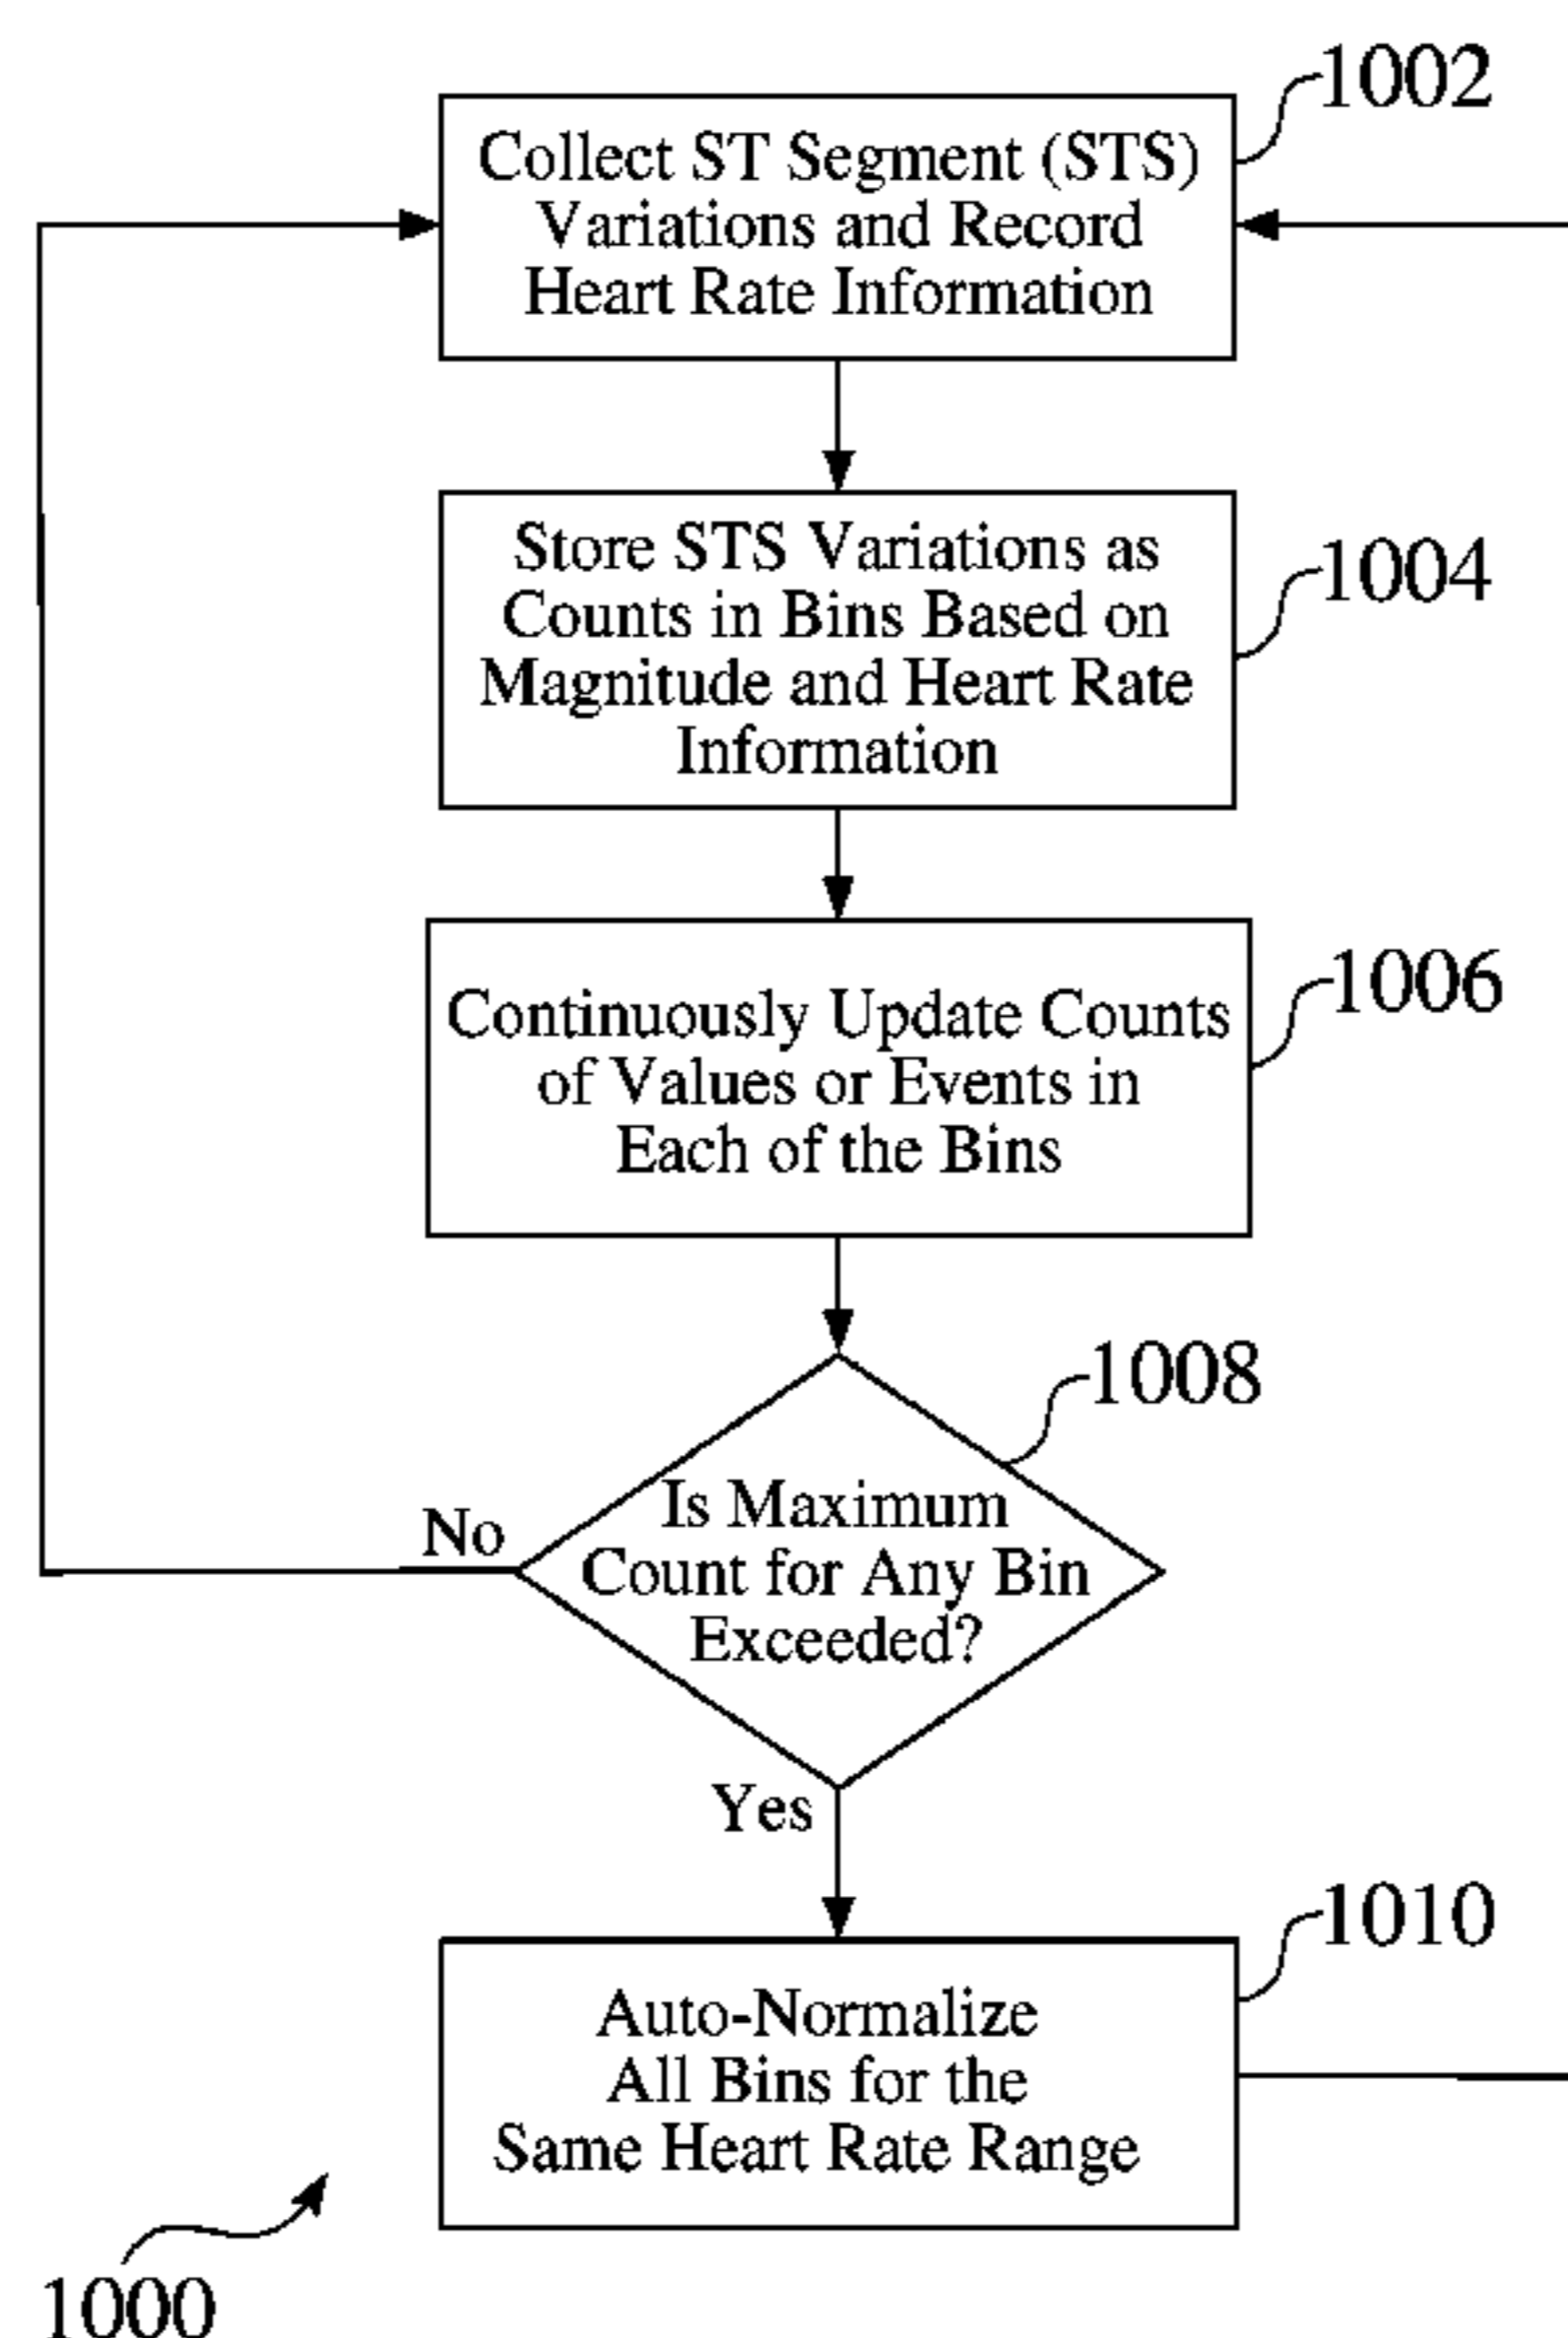 1002
Collect ST Segment (STS)
Variations and Record
Heart Rate Information
1004
Store STS Variations as
Counts in Bins Based on
Magnitude and Heart Rate
Information
1006
Continuously Update Counts
of Values or Events in
Each of the Bins
1008
Is Maximum
Count for Any Bin
Exceeded?
No
Yes
1010
Auto-Normalize
All Bins for the
Same Heart Rate Range
1000